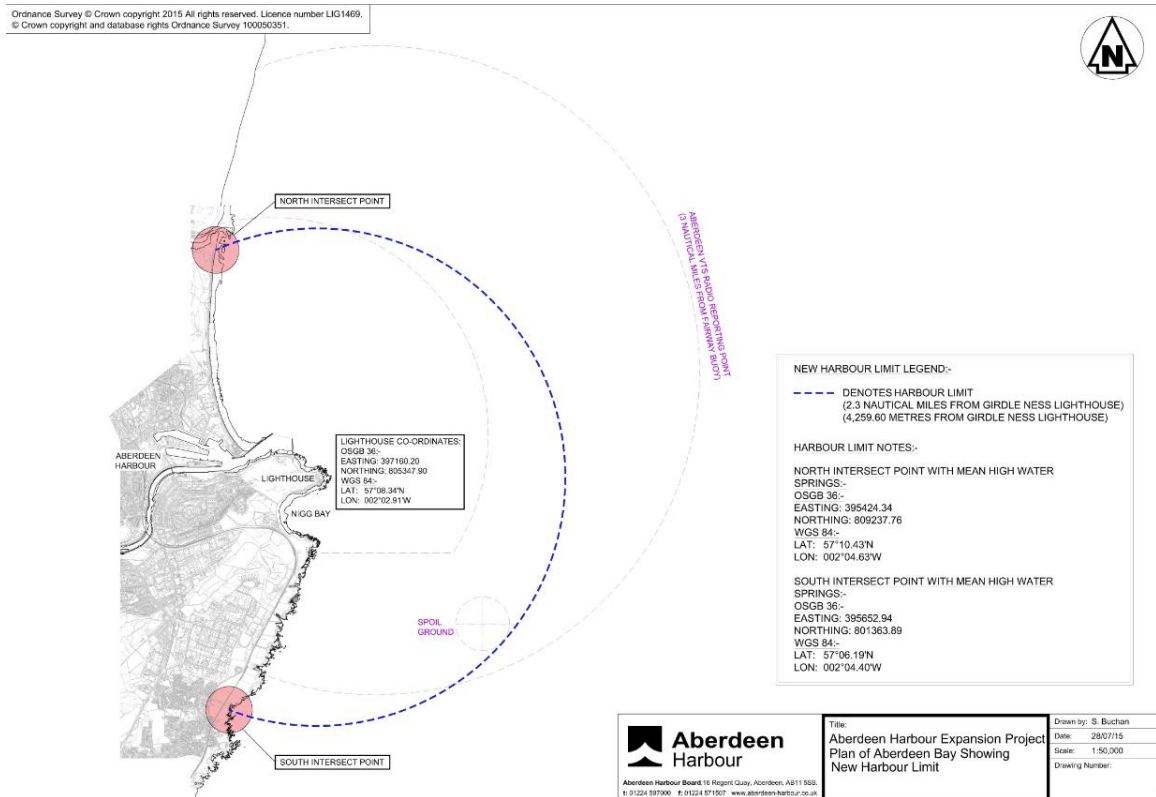 Ordnance Survey © Crown copyright 2015 All rights reserved. Licence number LIG1469.
© Crown copyright and database rights Ordnance Survey 100050351.
N
NORTH INTERSECT POINT
ABERDEEN VTS RADIO REPORTING POINT
(3 NAUTICAL MILES FROM FAIRWAY BUOY)
ABERDEEN
HARBOUR
LIGHTHOUSE
NIGG BAY
LIGHTHOUSE CO-ORDINATES:
OSGB 36:-
EASTING: 397160.20
NORTHING: 805347.90
WGS 84:-
LAT: 57°08.34'N
LON: 002°02.91'W
SPOIL
GROUND
SOUTH INTERSECT POINT
NEW HARBOUR LIMIT LEGEND:-
DENOTES HARBOUR LIMIT
(2.3 NAUTICAL MILES FROM GIRDLE NESS LIGHTHOUSE)
(4,259.60 METRES FROM GIRDLE NESS LIGHTHOUSE)
HARBOUR LIMIT NOTES:-
NORTH INTERSECT POINT WITH MEAN HIGH WATER
SPRINGS:-
OSGB 36:-
EASTING: 395424.34
NORTHING: 809237.76
WGS 84:-
LAT: 57°10.43'N
LON: 002°04.63'W
SOUTH INTERSECT POINT WITH MEAN HIGH WATER
SPRINGS:-
OSGB 36:-
EASTING: 395652.94
NORTHING: 801363.89
WGS 84:-
LAT: 57°06.19'N
LON: 002°04.40'W
Aberdeen
Harbour
Aberdeen Harbour Board, 16 Regent Quay, Aberdeen, AB11 5SS.
t: 01224 597000 f: 01224 571507 www.aberdeen-harbour.co.uk
Title:
Aberdeen Harbour Expansion Project
Plan of Aberdeen Bay Showing
New Harbour Limit
Drawn by: S. Buchan
Date: 28/07/15
Scale: 1:50,000
Drawing Number: